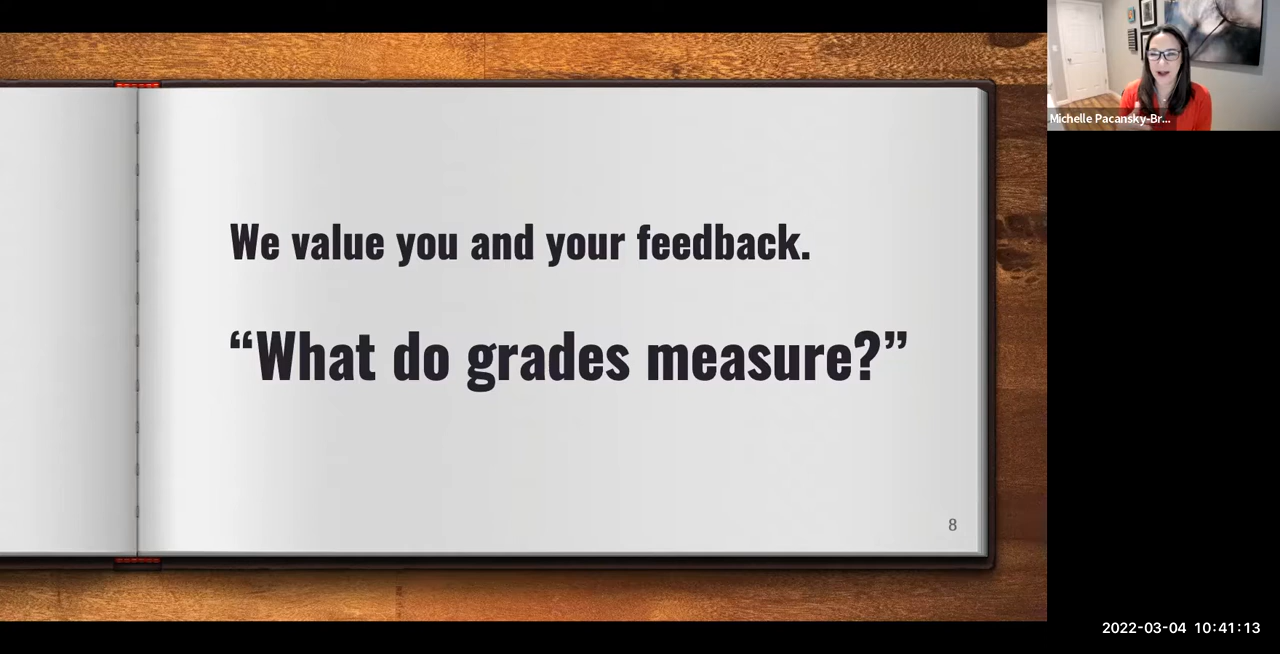 We value you and your feedback.
“What do grades measure?”
8
Michelle Pacansky-Br...
2022-03-04 10:41:13